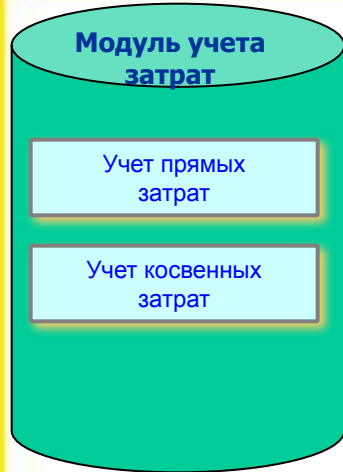 Модуль учета
затрат
Учет прямых
затрат
Учет косвенных
затрат